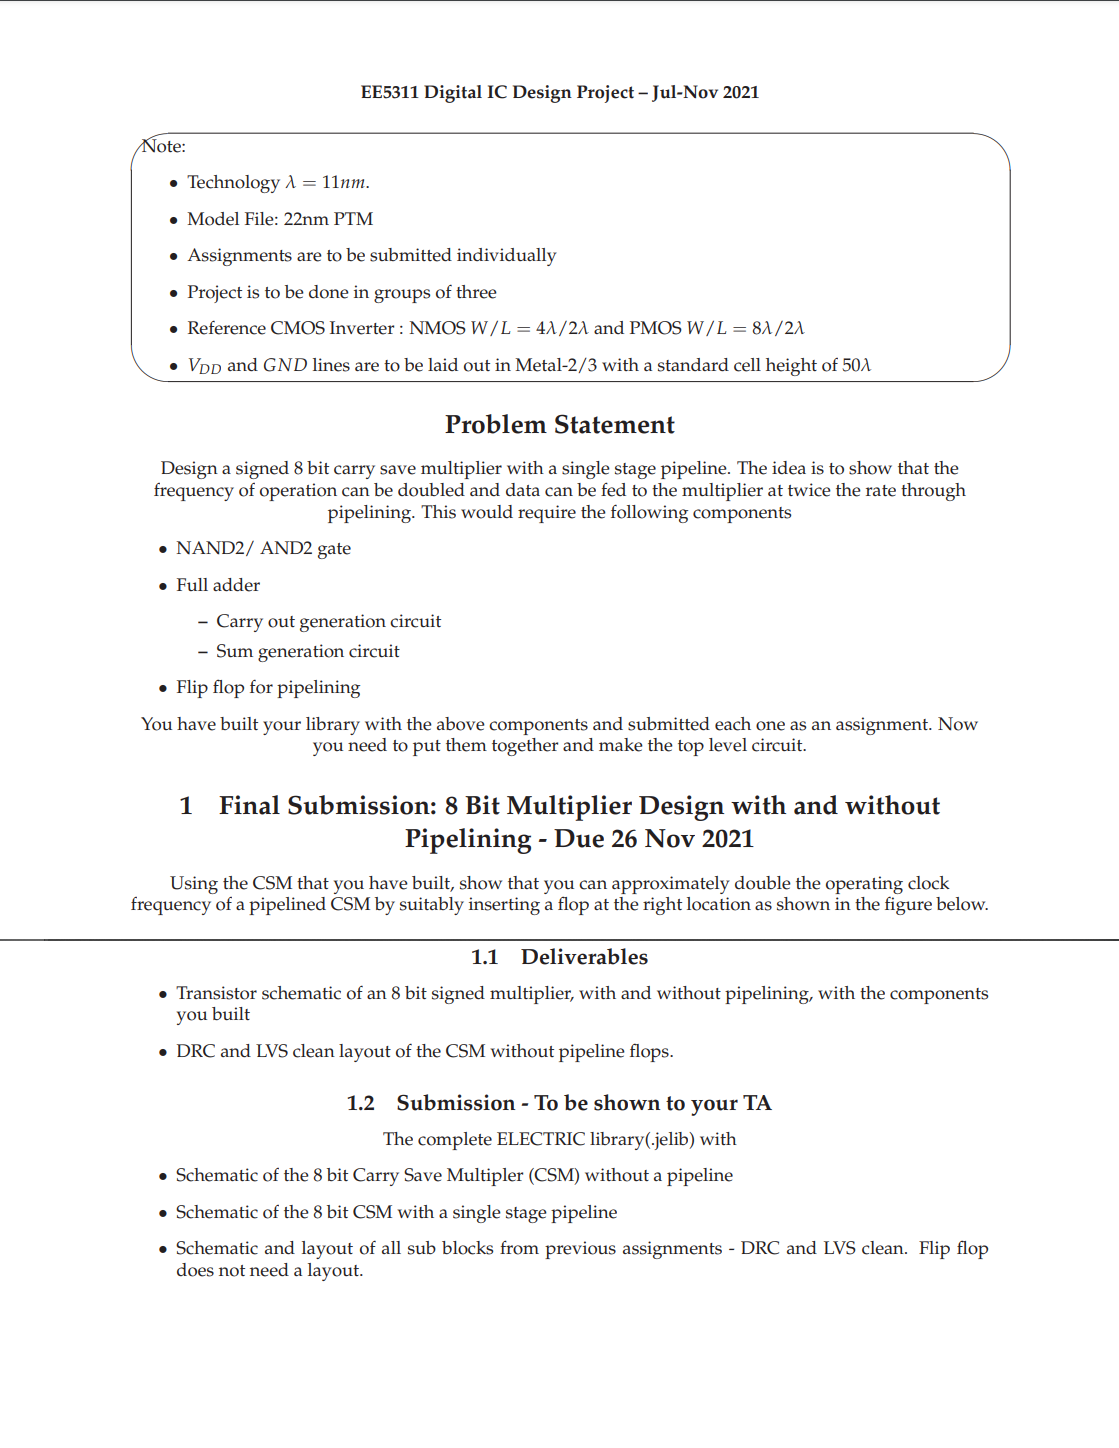 EE5311 Digital IC Design Project – Jul-Nov 2021
Note:
• Technology λ = 11nm.
• Model File: 22nm PTM
• Assignments are to be submitted individually
• Project is to be done in groups of three
• Reference CMOS Inverter : NMOS W/L = 4λ/2λ and PMOS W/L = 8λ/2λ
• V_DD and GND lines are to be laid out in Metal-2/3 with a standard cell height of 50λ
Problem Statement
Design a signed 8 bit carry save multiplier with a single stage pipeline. The idea is to show that the
frequency of operation can be doubled and data can be fed to the multiplier at twice the rate through
pipelining. This would require the following components
• NAND2/ AND2 gate
• Full adder
– Carry out generation circuit
– Sum generation circuit
• Flip flop for pipelining
You have built your library with the above components and submitted each one as an assignment. Now
you need to put them together and make the top level circuit.
1 Final Submission: 8 Bit Multiplier Design with and without
Pipelining - Due 26 Nov 2021
Using the CSM that you have built, show that you can approximately double the operating clock
frequency of a pipelined CSM by suitably inserting a flop at the right location as shown in the figure below.
1.1 Deliverables
• Transistor schematic of an 8 bit signed multiplier, with and without pipelining, with the components
you built
• DRC and LVS clean layout of the CSM without pipeline flops.
1.2 Submission - To be shown to your TA
The complete ELECTRIC library(.jelib) with
• Schematic of the 8 bit Carry Save Multipler (CSM) without a pipeline
• Schematic of the 8 bit CSM with a single stage pipeline
• Schematic and layout of all sub blocks from previous assignments - DRC and LVS clean. Flip flop
does not need a layout.